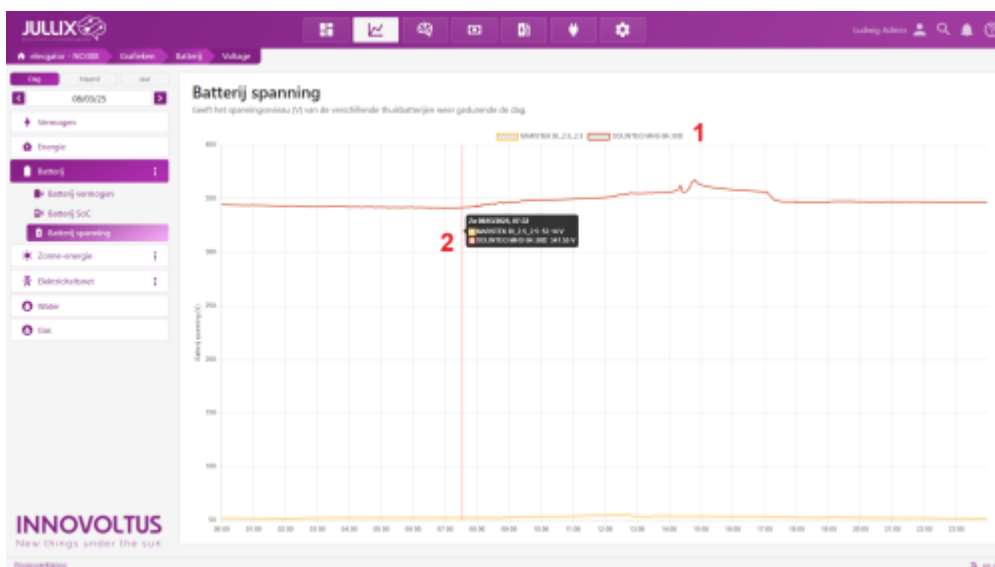 JULLIX
Ludwig Admin
Grafieken
Batterij
Voltage
Dag
Maand
Jaar
08/03/25
Vermogen
Energie
Batterij
Batterij vermogen
Batterij SoC
Batterij spanning
Zonne-energie
Elektriciteitsnet
Water
Gas
INNOVOLTUS
New things under the sun
Batterij spanning
Geeft het spanningsniveau (V) van de verschillende thuisbatterijen weer gedurende de dag.
1
2
Batterij spanning (V)
400
350
300
250
200
150
100
50
00:00 01:00 02:00 03:00 04:00 05:00 06:00 07:00 08:00 09:00 10:00 11:00 12:00 13:00 14:00 15:00 16:00 17:00 18:00 19:00 20:00 21:00 22:00 23:00